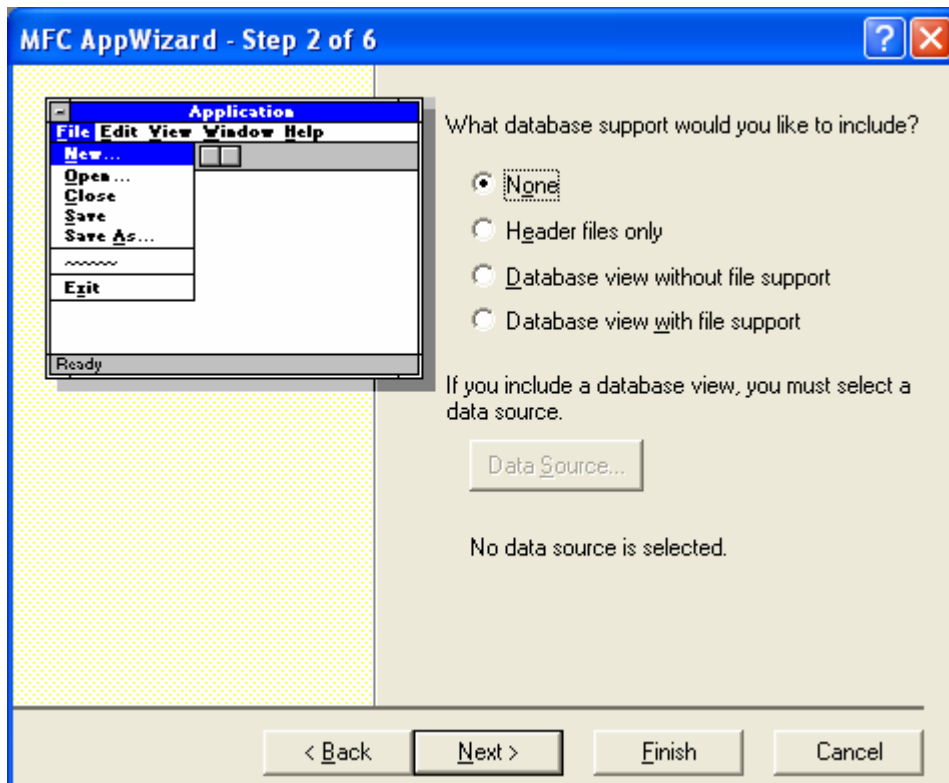 MFC AppWizard - Step 2 of 6
Application
File Edit View Window Help
New...
Open...
Close
Save
Save As...
Exit
Ready
What database support would you like to include?
None
Header files only
Database view without file support
Database view with file support
If you include a database view, you must select a
data source.
Data Source...
No data source is selected.
< Back
Next >
Finish
Cancel